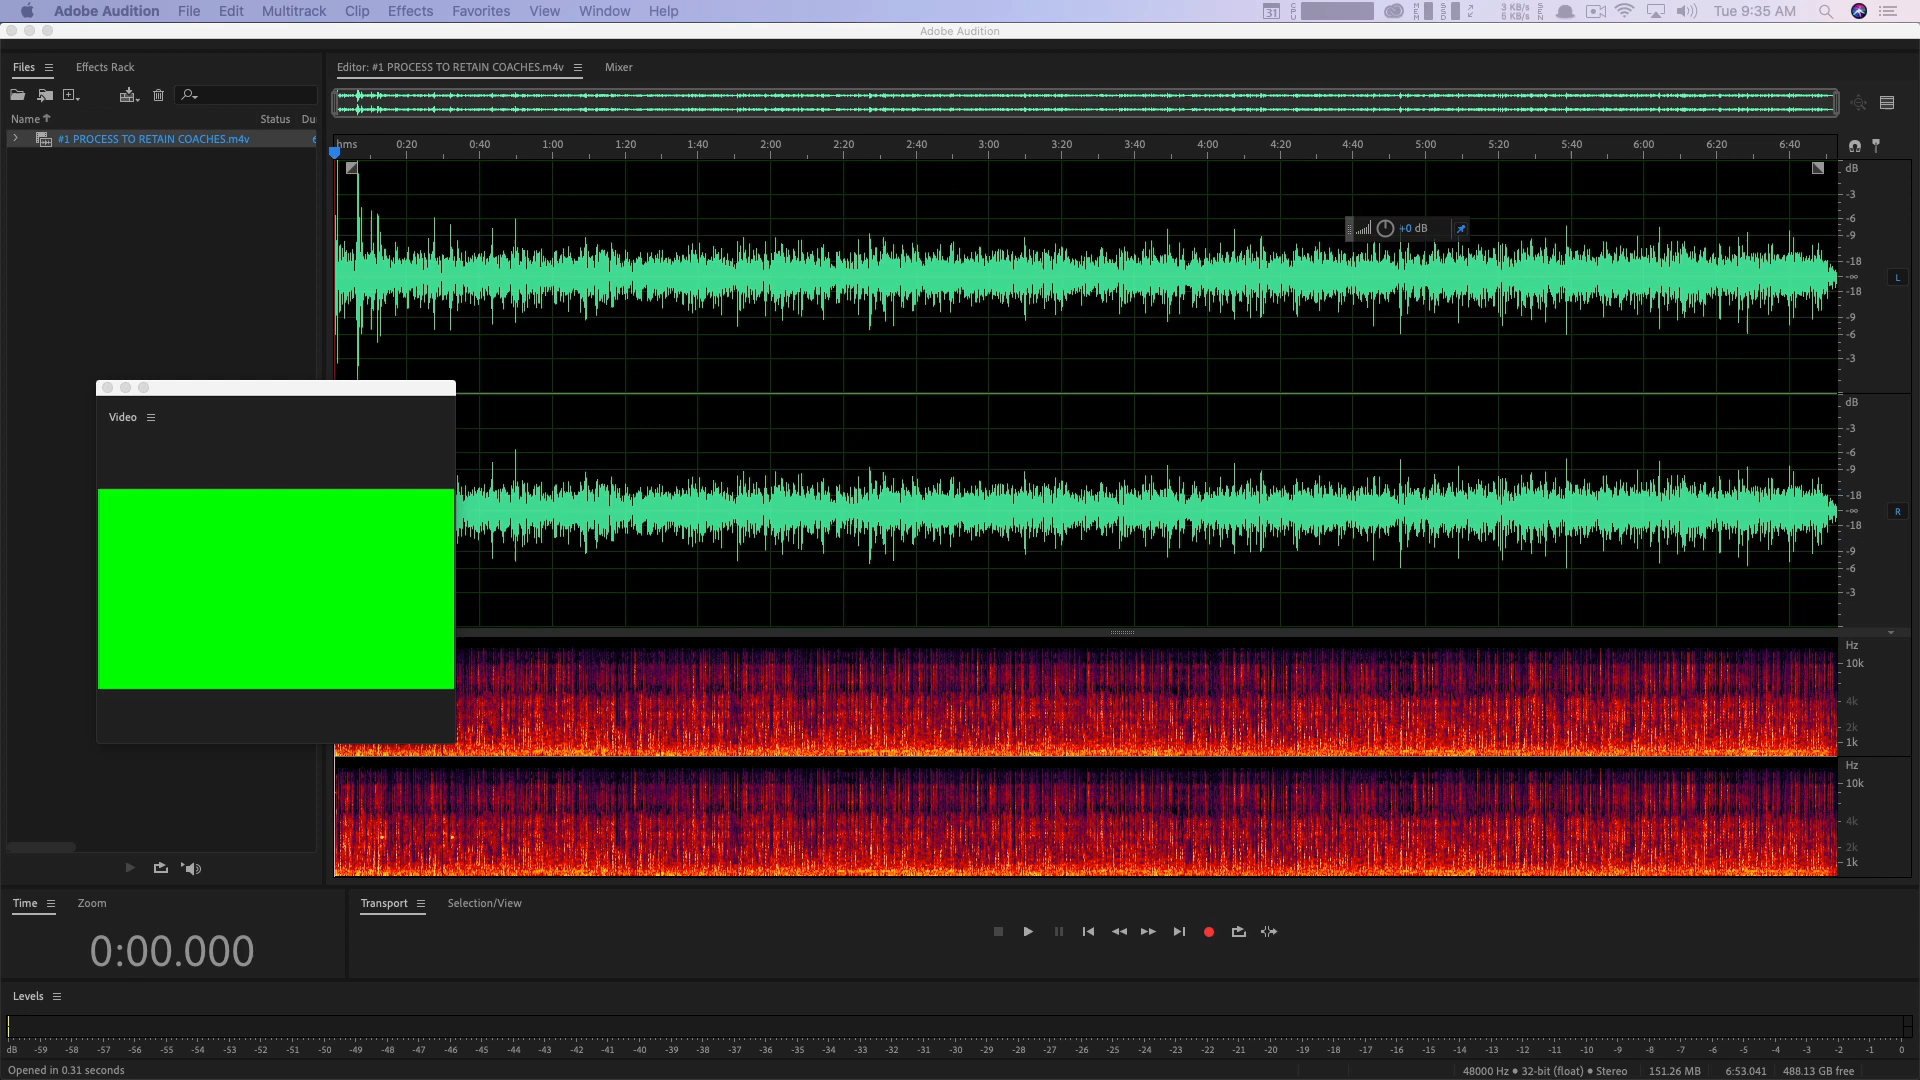 Adobe Audition File Edit Multitrack Clip Effects Favorites View Window Help
31 3 KB/s 6 KB/s Tue 9:35 AM
Adobe Audition
Files Effects Rack
Editor: #1 PROCESS TO RETAIN COACHES.m4v Mixer
Name Status Du
#1 PROCESS TO RETAIN COACHES.m4v
hms 0:20 0:40 1:00 1:20 1:40 2:00 2:20 2:40 3:00 3:20 3:40 4:00 4:20 4:40 5:00 5:20 5:40 6:00 6:20 6:40
dB
-3
-6
-9
-18
-∞
-18
-9
-6
-3
+0 dB
L
dB
-3
-6
-9
-18
-∞
-18
-9
-6
-3
R
Video
Hz
10k
4k
2k
1k
Hz
10k
4k
2k
1k
Time Zoom
Transport Selection/View
0:00.000
Levels
dB -59 -58 -57 -56 -55 -54 -53 -52 -51 -50 -49 -48 -47 -46 -45 -44 -43 -42 -41 -40 -39 -38 -37 -36 -35 -34 -33 -32 -31 -30 -29 -28 -27 -26 -25 -24 -23 -22 -21 -20 -19 -18 -17 -16 -15 -14 -13 -12 -11 -10 -9 -8 -7 -6 -5 -4 -3 -2 -1 0
Opened in 0.31 seconds
48000 Hz ● 32-bit (float) ● Stereo 151.26 MB 6:53.041 488.13 GB free